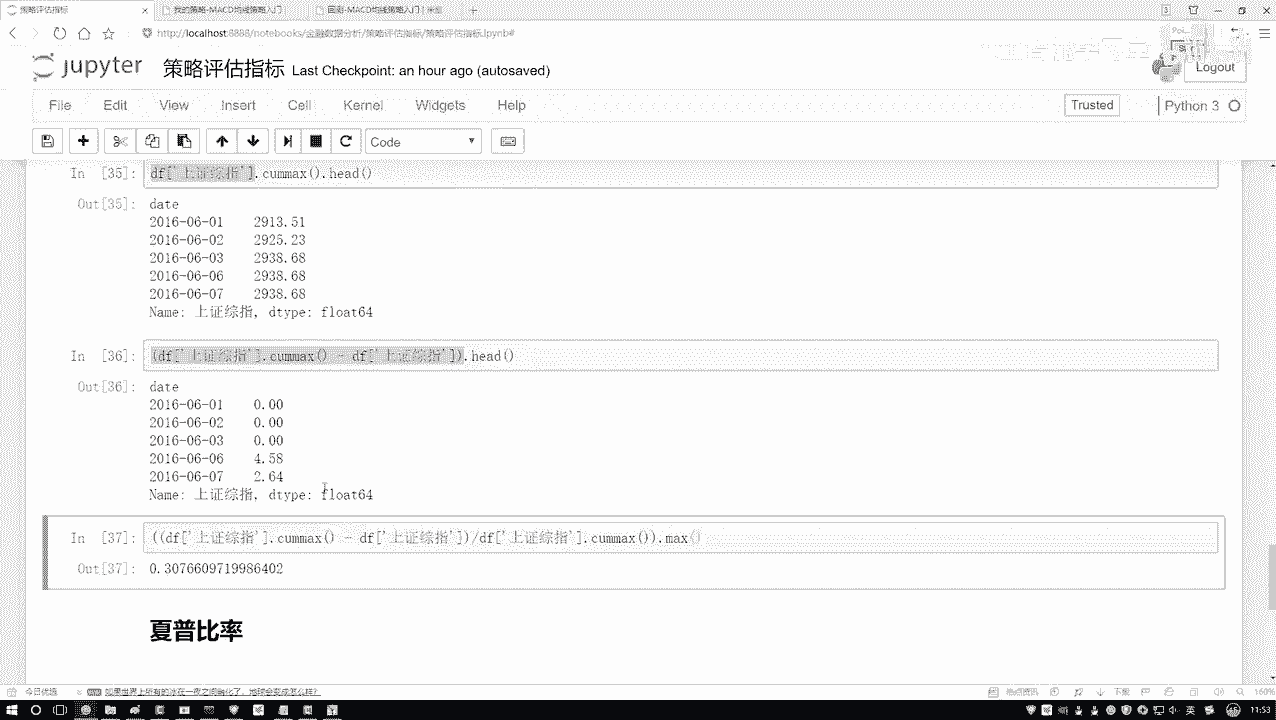 策略评估指标
我的策略-MACD均线策略入门
回测-MACD均线策略入门 | 米筐
http://localhost:8888/notebooks/金融数据分析/策略评估指标/策略评估指标.ipynb#
jupyter 策略评估指标 Last Checkpoint: an hour ago (autosaved)
Logout
File Edit View Insert Cell Kernel Widgets Help
Trusted
Python 3
Code
In [35]: df['上证综指'].cummax().head()
Out[35]: date
2016-06-01 2913.51
2016-06-02 2925.23
2016-06-03 2938.68
2016-06-06 2938.68
2016-06-07 2938.68
Name: 上证综指, dtype: float64
In [36]: (df['上证综指'].cummax() - df['上证综指']).head()
Out[36]: date
2016-06-01 0.00
2016-06-02 0.00
2016-06-03 0.00
2016-06-06 4.58
2016-06-07 2.64
Name: 上证综指, dtype: float64
In [37]: ((df['上证综指'].cummax() - df['上证综指'])/df['上证综指'].cummax()).max()
Out[37]: 0.3076609719986402
夏普比率
今日优选
如果世界上所有的冰在一夜之间融化了，地球会变成怎么样？
热点资讯
下载
160%
英
11:53